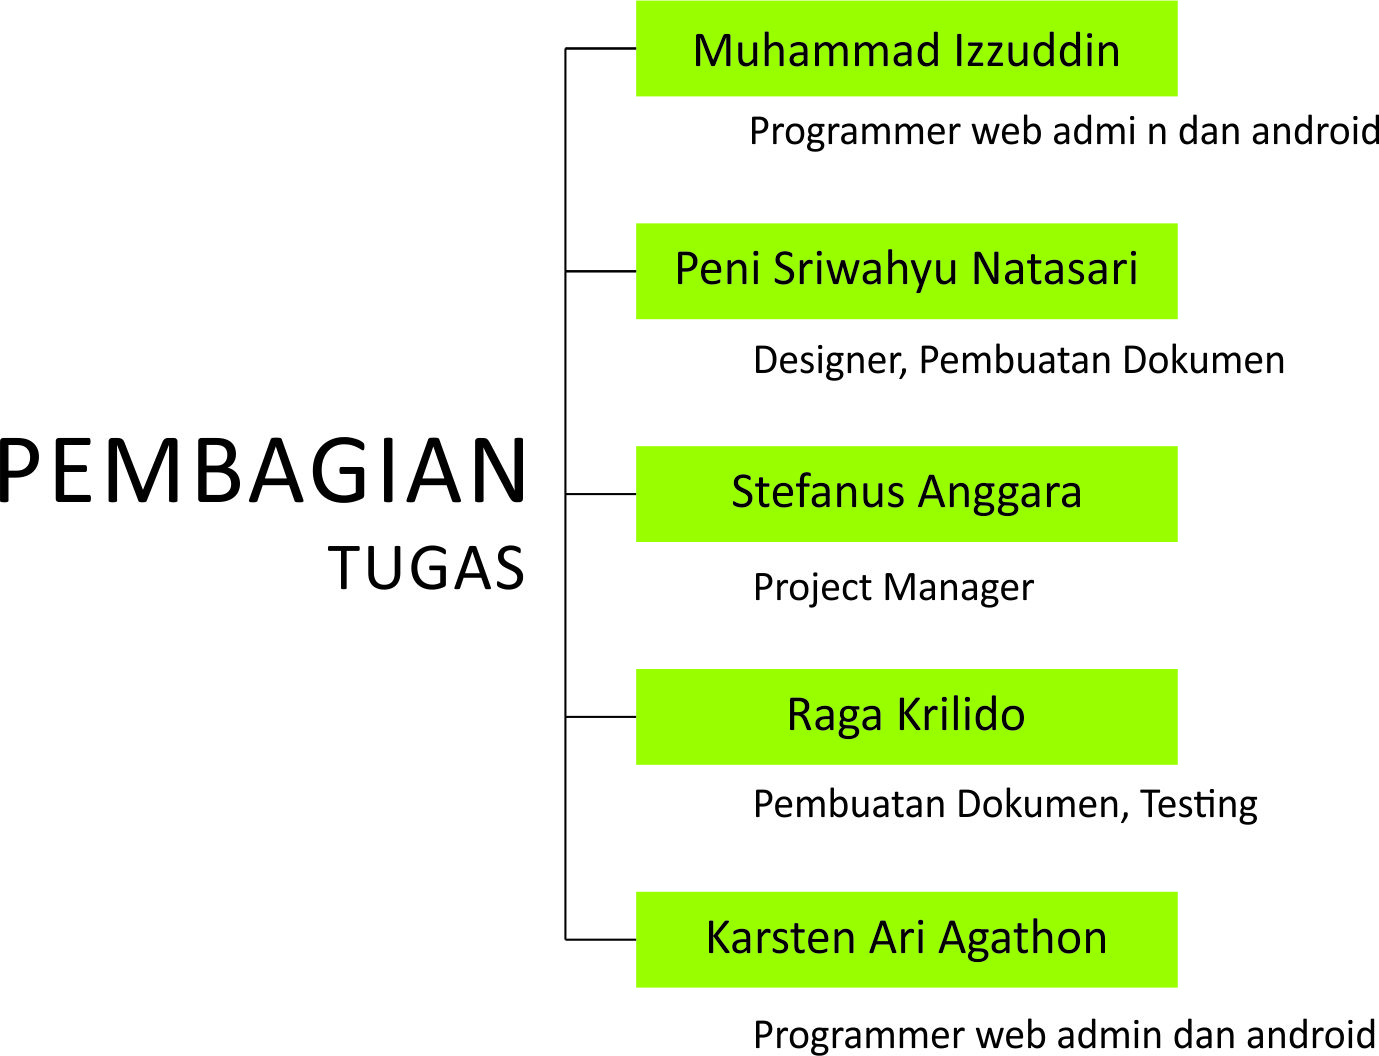 PEMBAGIAN
TUGAS
Muhammad Izzuddin
Programmer web admi n dan android
Peni Sriwahyu Natasari
Designer, Pembuatan Dokumen
Stefanus Anggara
Project Manager
Raga Krilido
Pembuatan Dokumen, Testing
Karsten Ari Agathon
Programmer web admin dan android